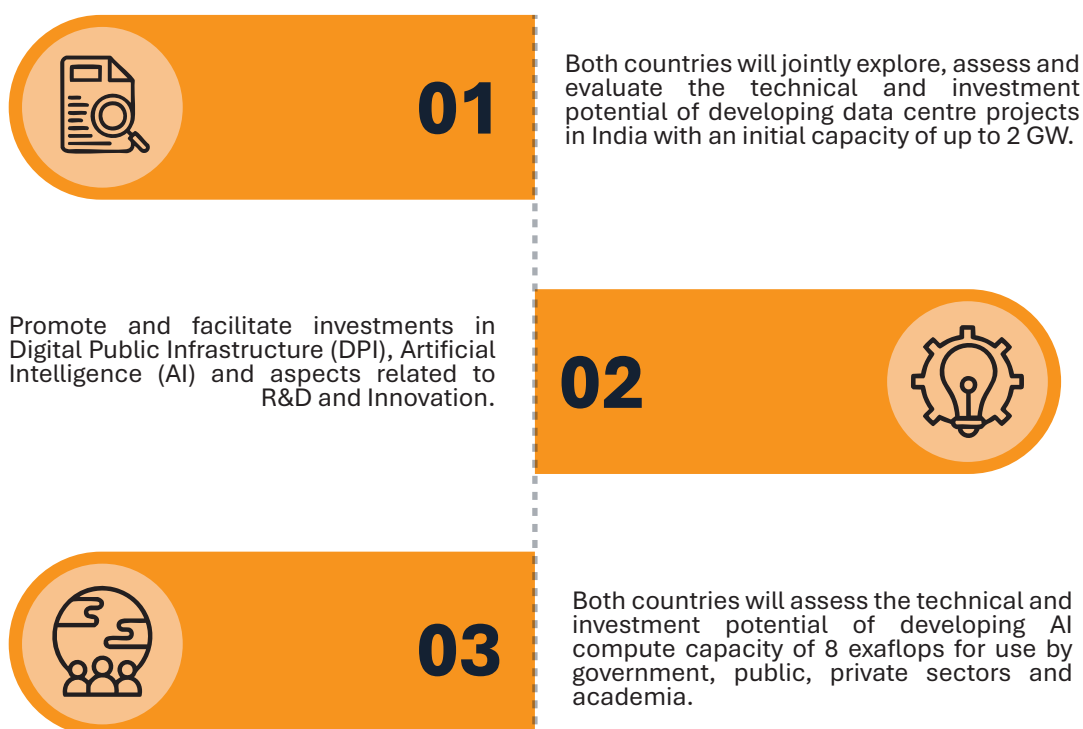 01
Both countries will jointly explore, assess and
evaluate the technical and investment
potential of developing data centre projects
in India with an initial capacity of up to 2 GW.
Promote and facilitate investments in
Digital Public Infrastructure (DPI), Artificial
Intelligence (AI) and aspects related to
R&D and Innovation.
02
03
Both countries will assess the technical and
investment potential of developing AI
compute capacity of 8 exaflops for use by
government, public, private sectors and
academia.